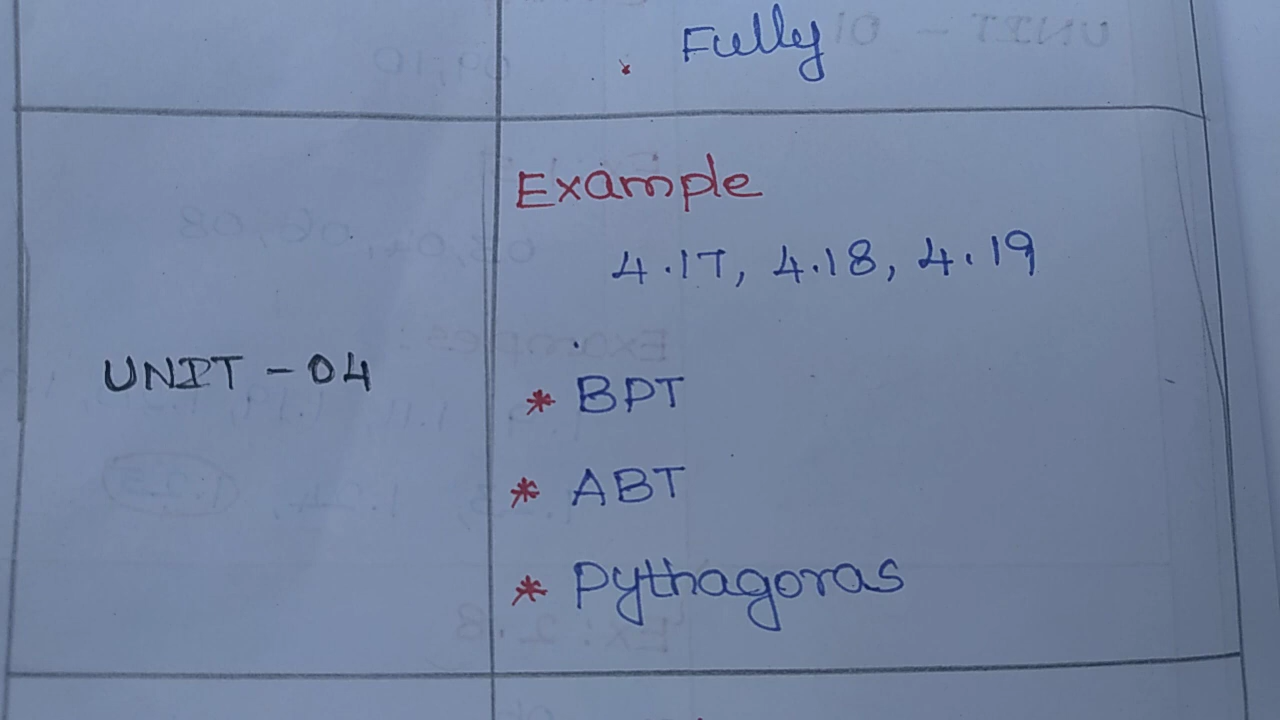 Fully
Example
4.17, 4.18, 4.19
UNIT - 04
* BPT
* ABT
* Pythagoras